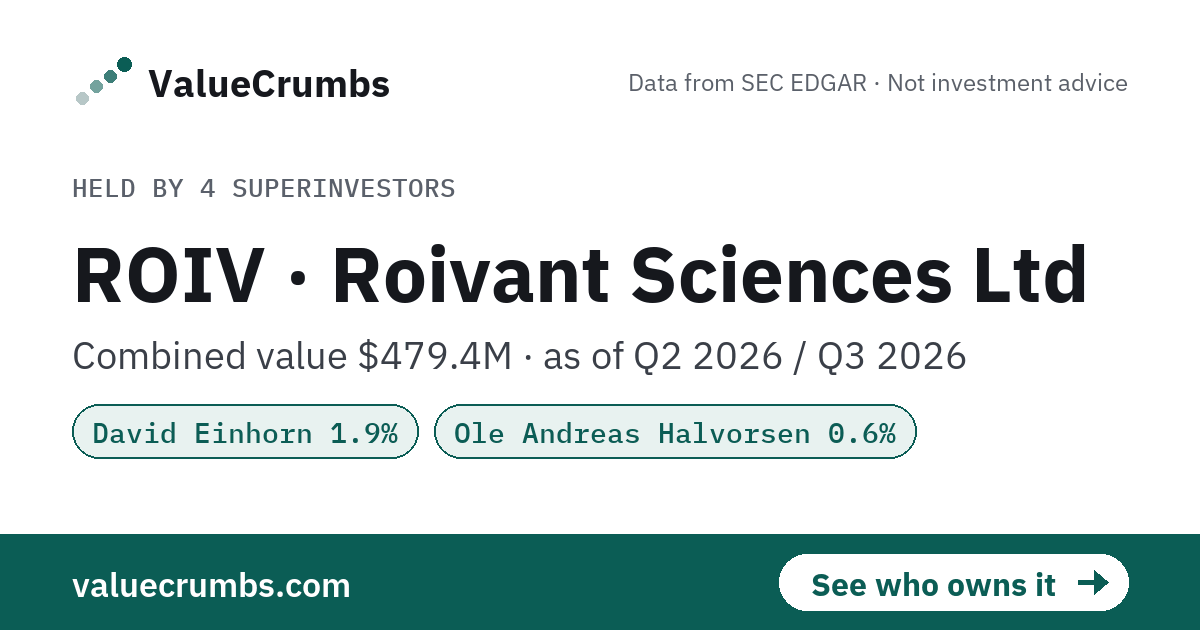 ValueCrumbs
Data from SEC EDGAR · Not investment advice
HELD BY 4 SUPERINVESTORS
ROIV · Roivant Sciences Ltd
Combined value $479.4M · as of Q2 2026 / Q3 2026
David Einhorn 1.9%
Ole Andreas Halvorsen 0.6%
valuecrumbs.com
See who owns it